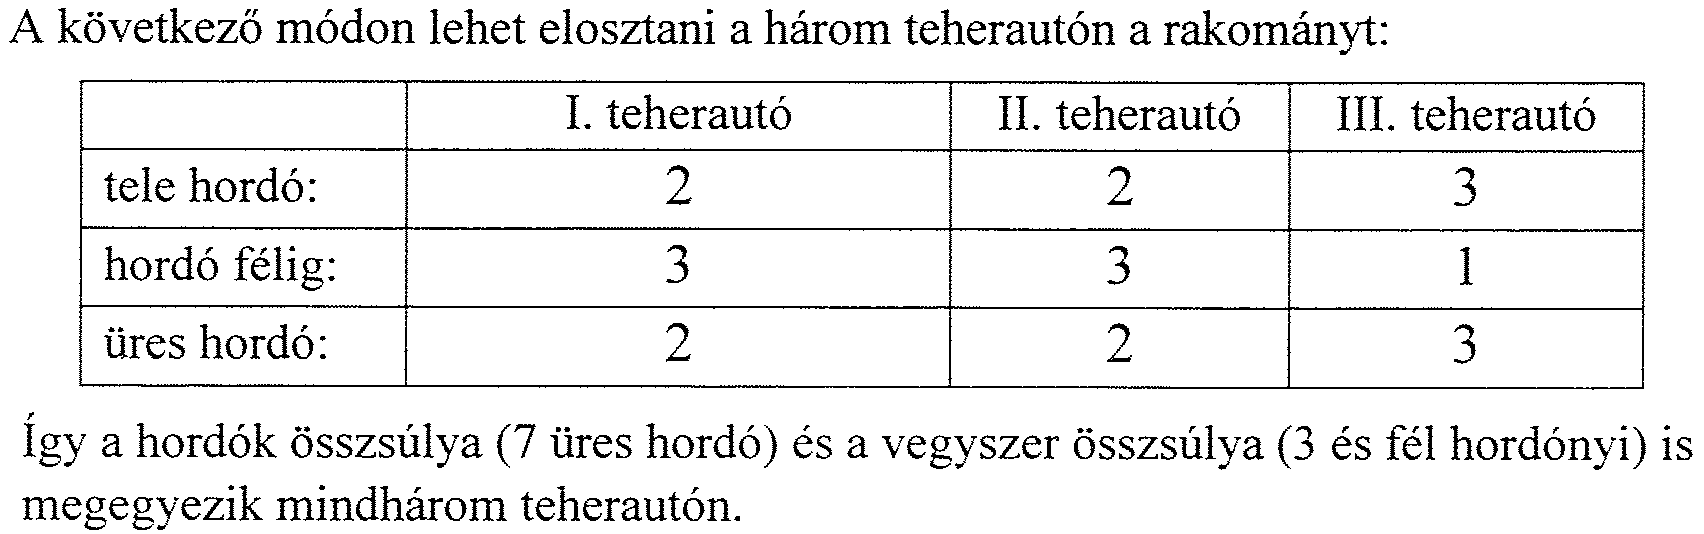 A következő módon lehet elosztani a három teherautón a rakományt:
I. teherautó II. teherautó III. teherautó
tele hordó: 2 2 3
hordó félig: 3 3 1
üres hordó: 2 2 3
Így a hordók összsúlya (7 üres hordó) és a vegyszer összsúlya (3 és fél hordónyi) is
megegyezik mindhárom teherautón.